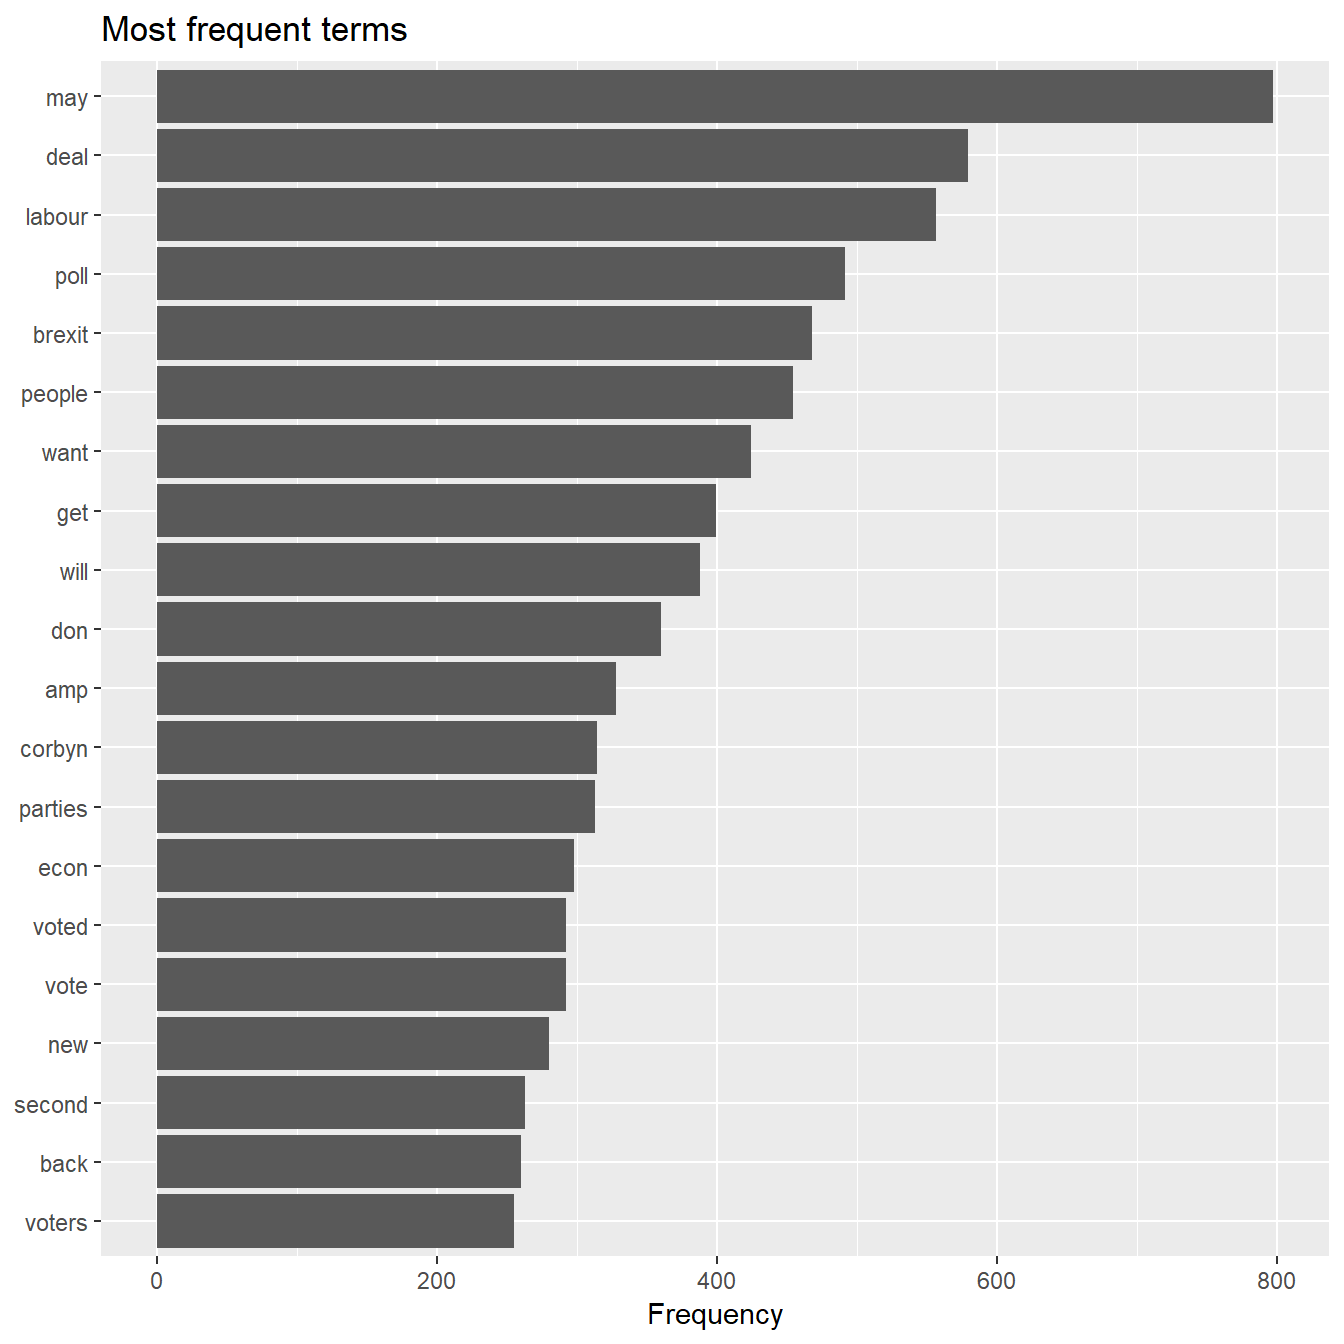 Most frequent terms
may
deal
labour
poll
brexit
people
want
get
will
don
amp
corbyn
parties
econ
voted
vote
new
second
back
voters
0 200 400 600 800
Frequency